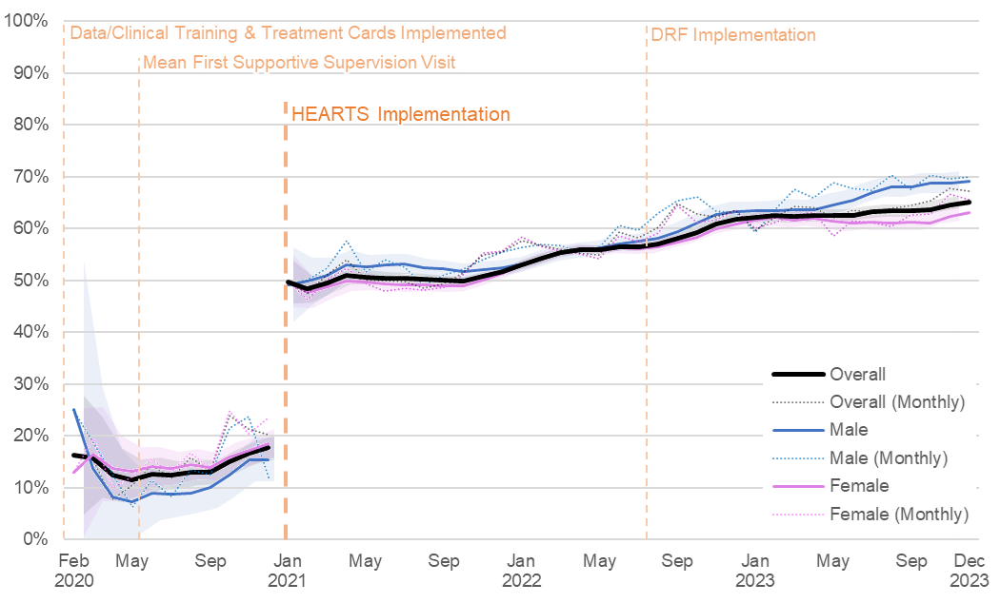 100%
Data/Clinical Training & Treatment Cards Implemented
DRF Implementation
Mean First Supportive Supervision Visit
90%
HEARTS Implementation
80%
70%
60%
50%
40%
30%
20%
10%
0%
Overall
Overall (Monthly)
Male
Male (Monthly)
Female
Female (Monthly)
Feb May Sep Jan May Sep Jan May Sep Jan May Sep Dec
2020 2021 2022 2023 2023